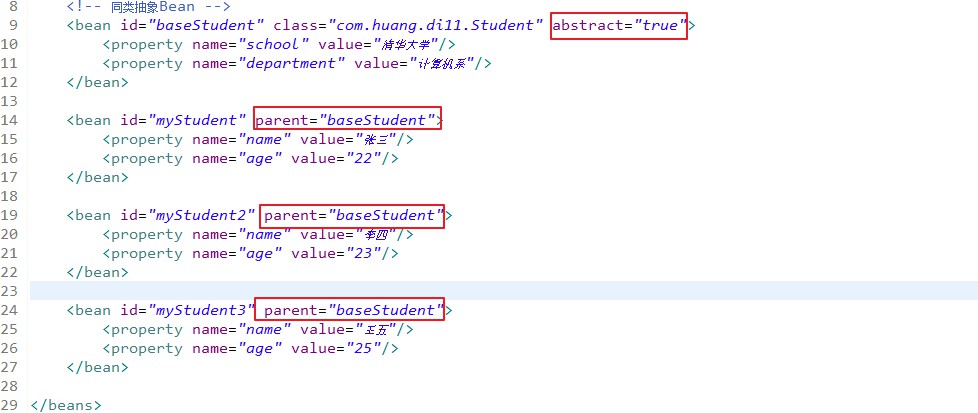 8 <!-- 同类抽象Bean -->
9 <bean id="baseStudent" class="com.huang.di11.Student" abstract="true">
10 <property name="school" value="清华大学"/>
11 <property name="department" value="计算机系"/>
12 </bean>
13
14 <bean id="myStudent" parent="baseStudent">
15 <property name="name" value="张三"/>
16 <property name="age" value="22"/>
17 </bean>
18
19 <bean id="myStudent2" parent="baseStudent">
20 <property name="name" value="李四"/>
21 <property name="age" value="23"/>
22 </bean>
23
24 <bean id="myStudent3" parent="baseStudent">
25 <property name="name" value="王五"/>
26 <property name="age" value="25"/>
27 </bean>
28
29 </beans>